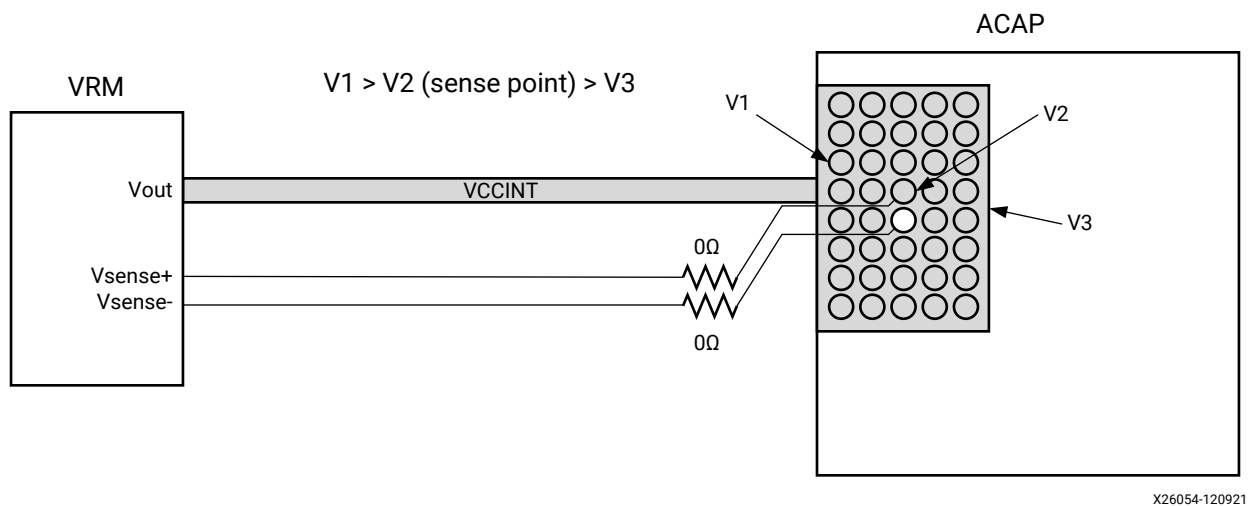 ACAP
VRM
V1 > V2 (sense point) > V3
V1
V2
Vout
VCCINT
V3
0Ω
Vsense+
Vsense-
0Ω
X26054-120921